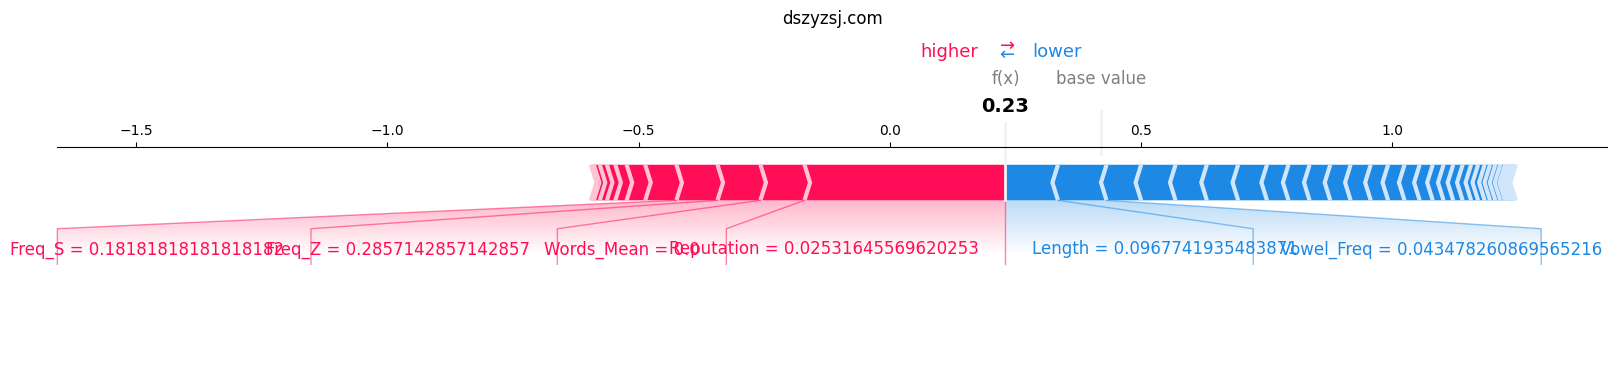 dszyzsj.com
higher ⇄ lower
f(x) base value
0.23
−1.5 −1.0 −0.5 0.0 0.5 1.0
Freq_S = 0.18181818181818182 Freq_Z = 0.2857142857142857 Words_Mean = 0.0 Reputation = 0.02531645569620253 Length = 0.0967741935483871 Vowel_Freq = 0.043478260869565216